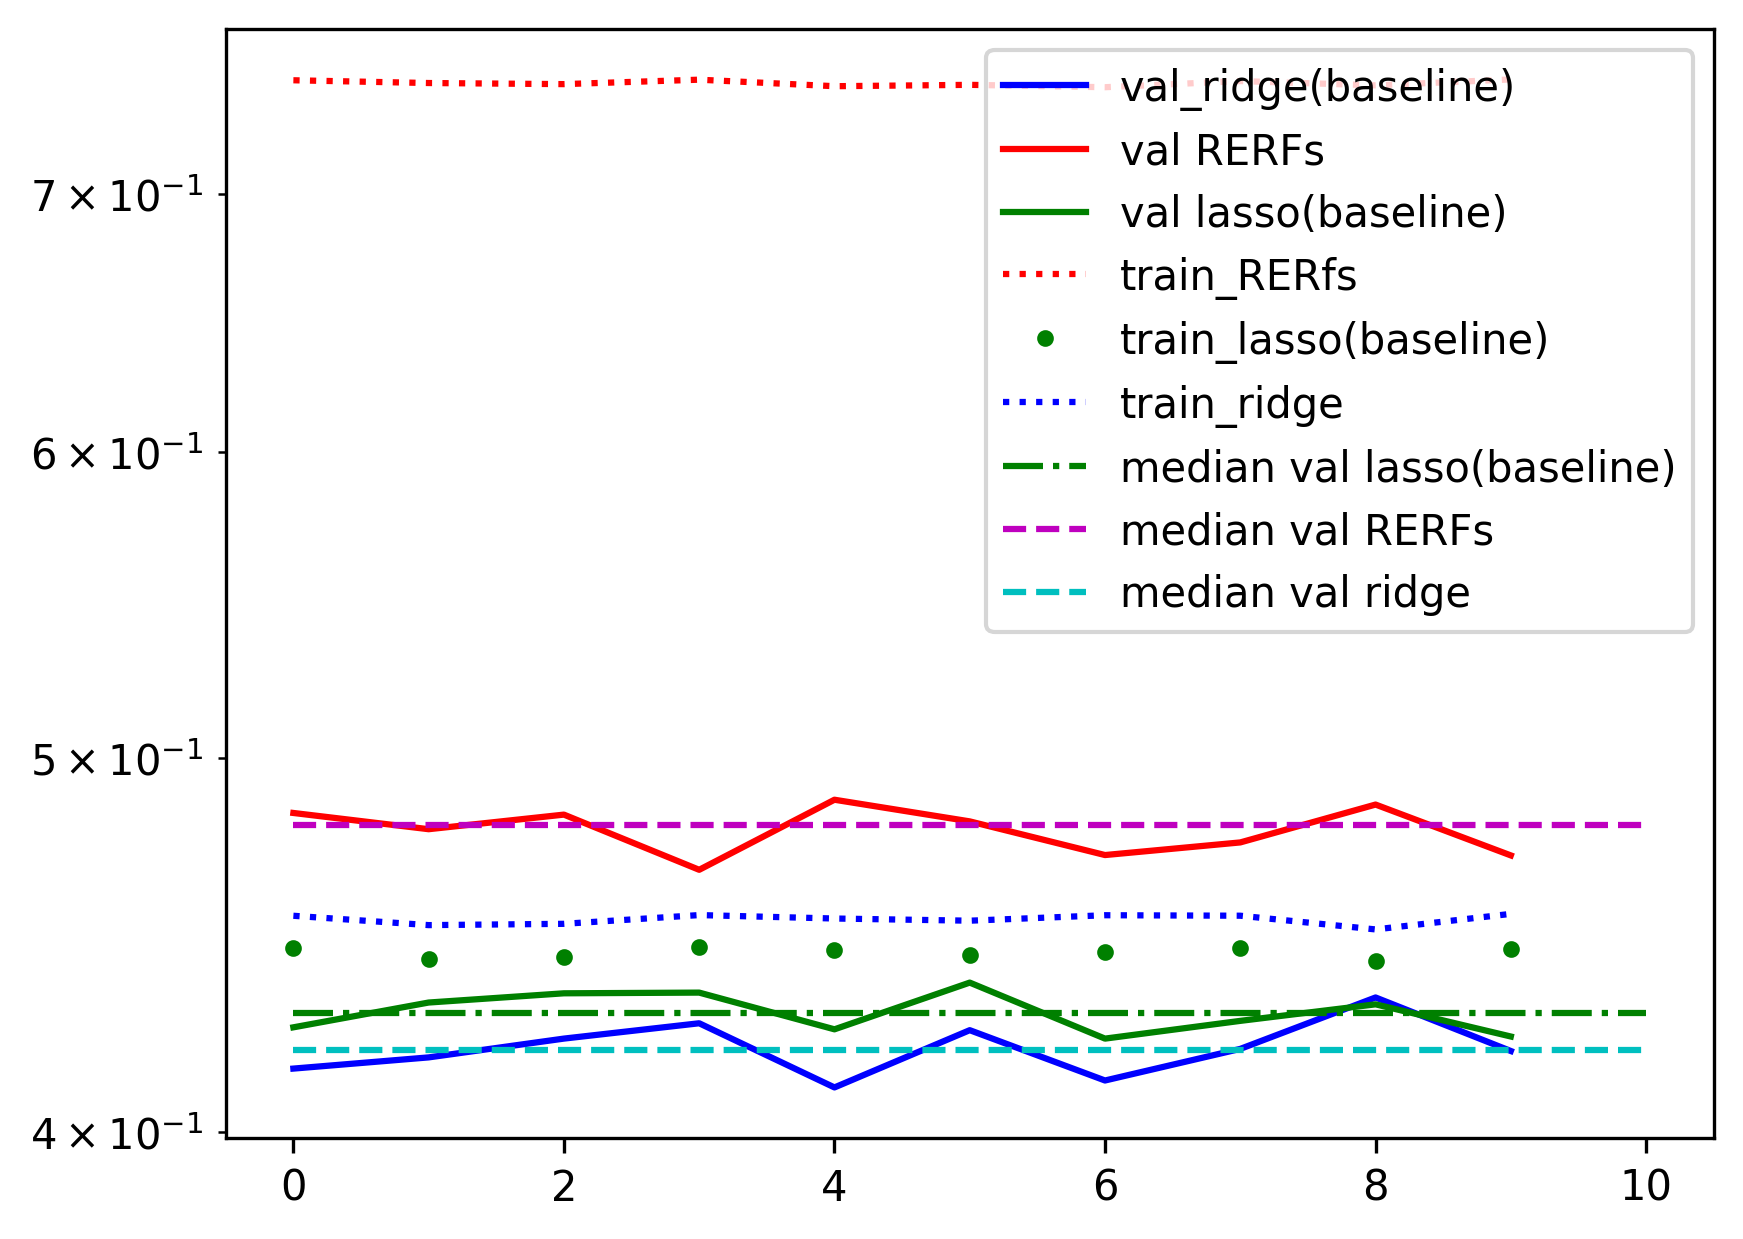 val_ridge(baseline)
val RERFs
val lasso(baseline)
train_RERfs
train_lasso(baseline)
train_ridge
median val lasso(baseline)
median val RERFs
median val ridge
7 × 10⁻¹
6 × 10⁻¹
5 × 10⁻¹
4 × 10⁻¹
0 2 4 6 8 10